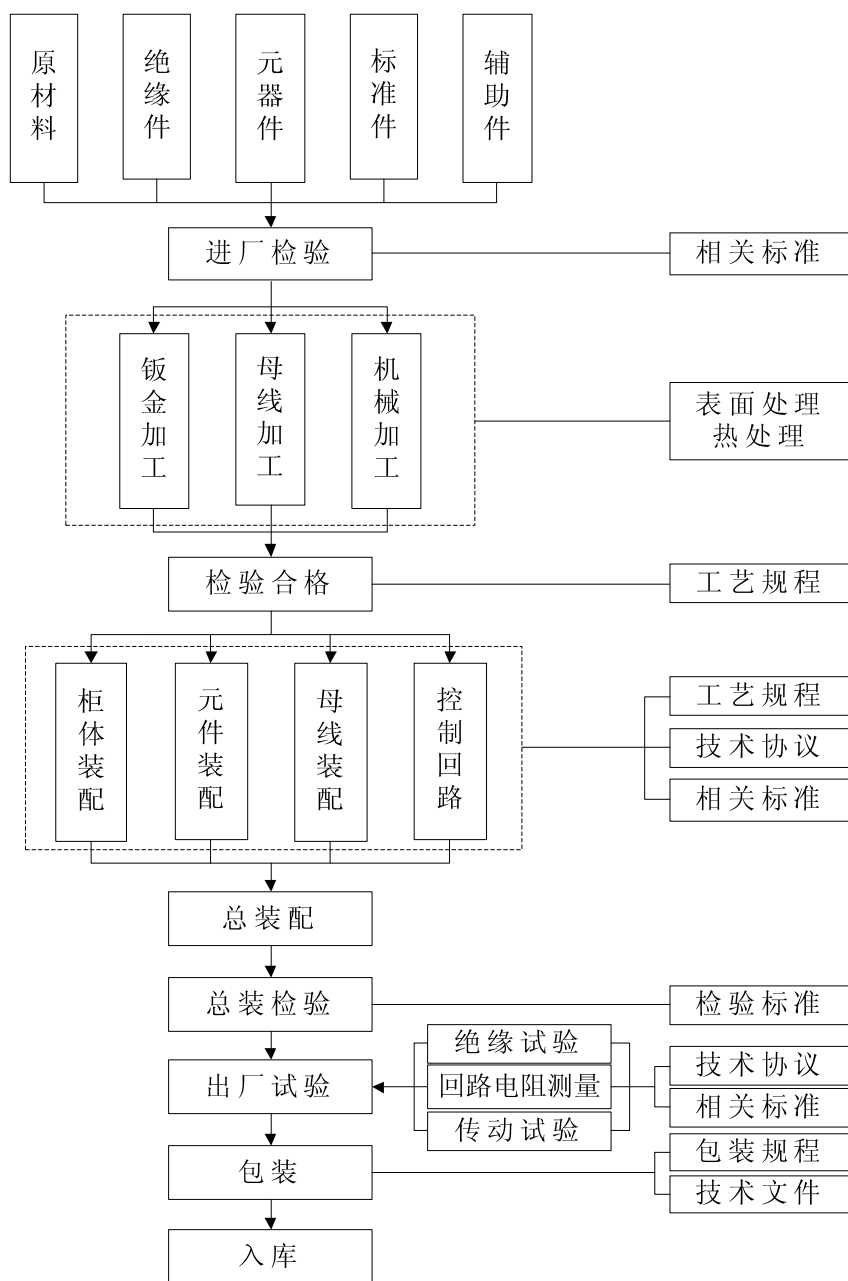 原材料
绝缘件
元器件
标准件
辅助件
进厂检验
相关标准
钣金加工
母线加工
机械加工
表面处理
热处理
检验合格
工艺规程
柜体装配
元件装配
母线装配
控制回路
工艺规程
技术协议
相关标准
总装配
总装检验
检验标准
绝缘试验
出厂试验
回路电阻测量
传动试验
技术协议
相关标准
包装
包装规程
技术文件
入库